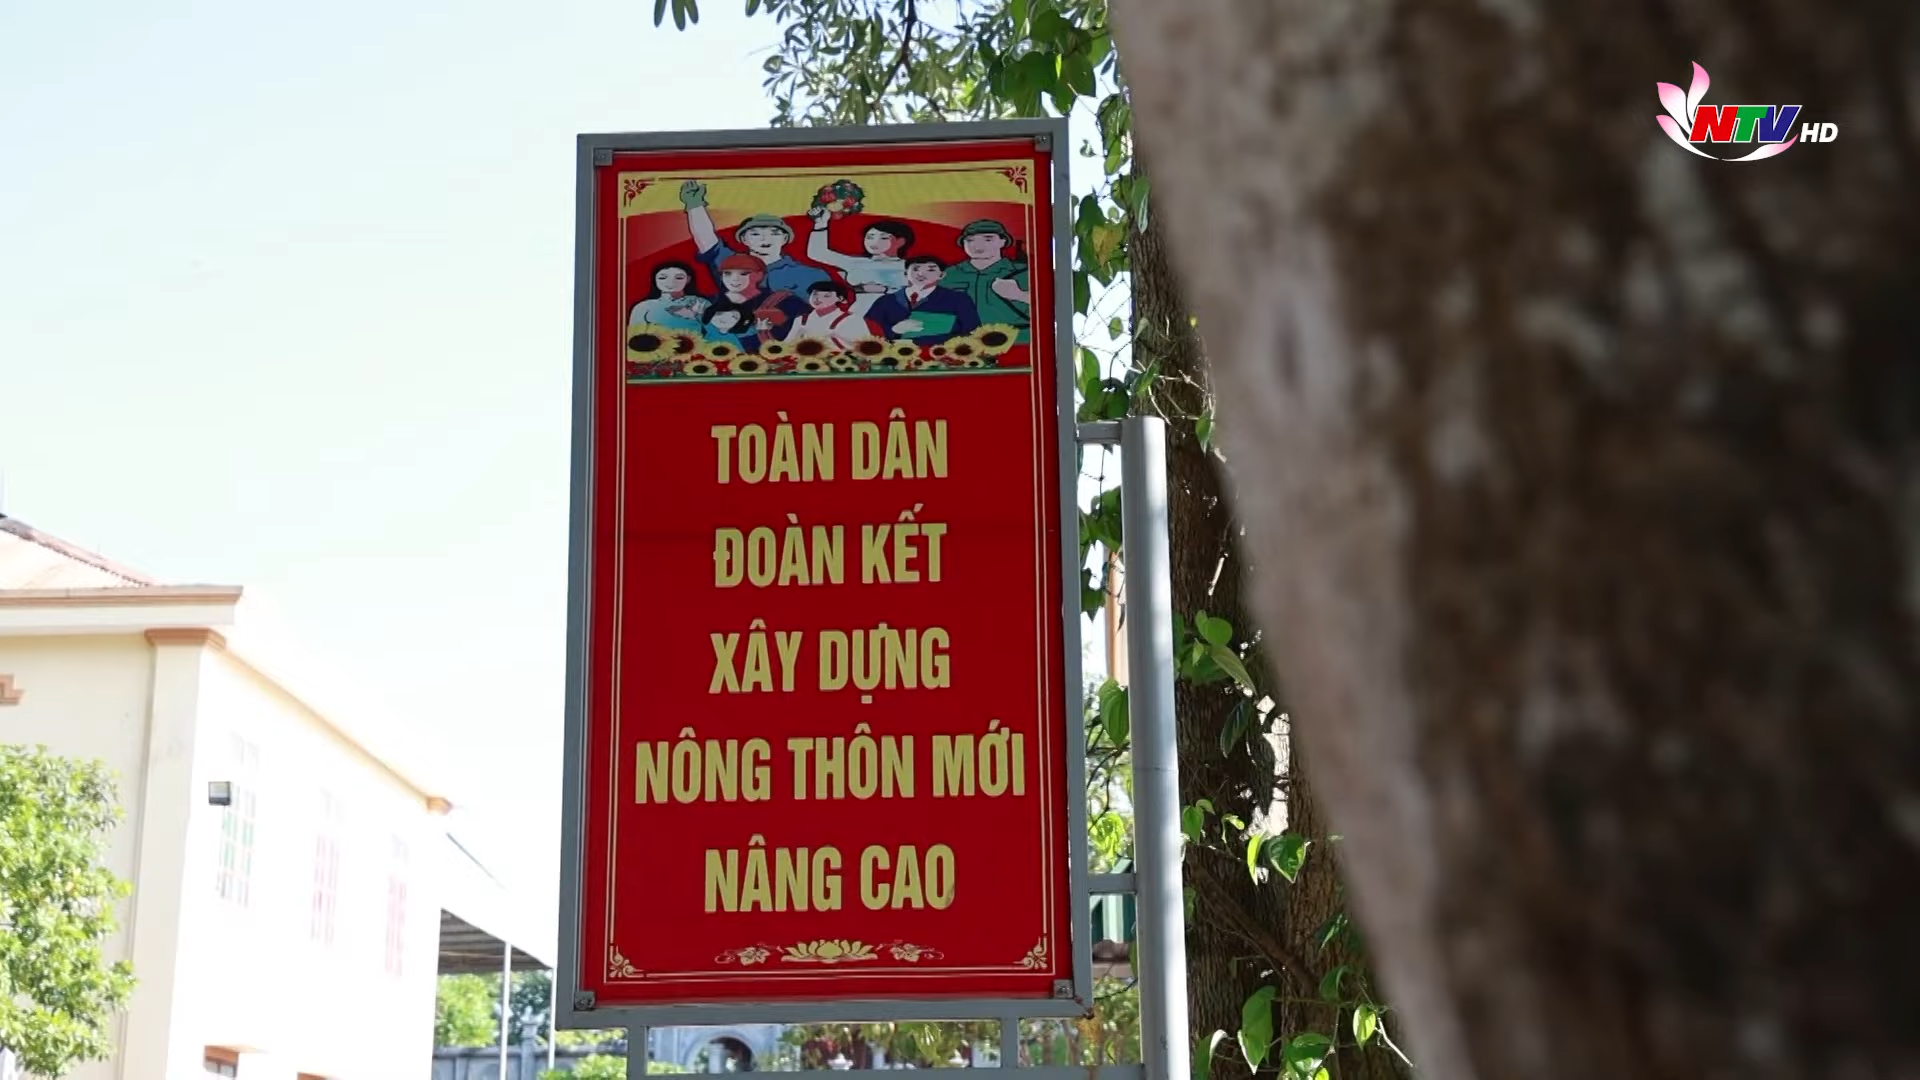 NTV HD
TOÀN DÂN
ĐOÀN KẾT
XÂY DỰNG
NÔNG THÔN MỚI
NÂNG CAO